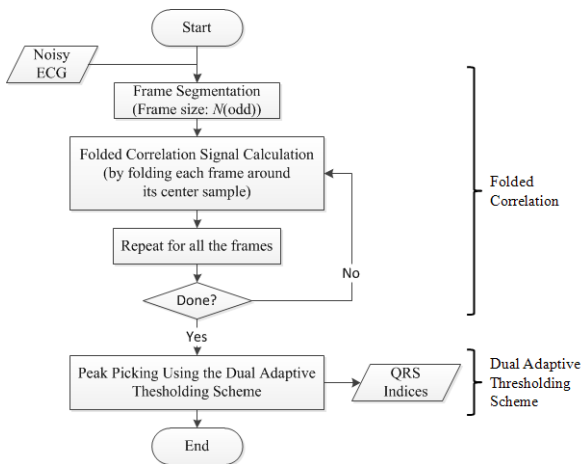 Start
Noisy
ECG
Frame Segmentation
(Frame size: N(odd))
Folded Correlation Signal Calculation
(by folding each frame around
its center sample)
Repeat for all the frames
No
Done?
Yes
Folded
Correlation
Peak Picking Using the Dual Adaptive
Thesholding Scheme
QRS
Indices
Dual Adaptive
Thresholding
Scheme
End